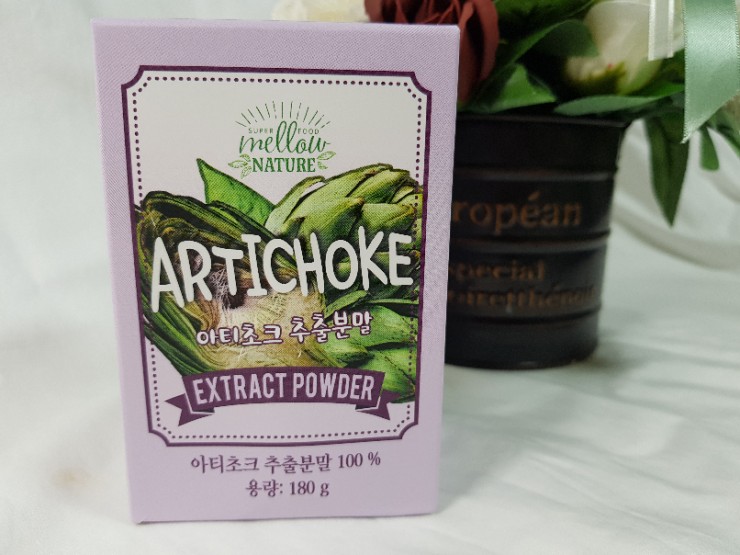 SUPER FOOD
mellow
NATURE
ARTICHOKE
아티초크 추출분말
EXTRACT POWDER
아티초크 추출분말 100 %
용량: 180 g
ropéan
special